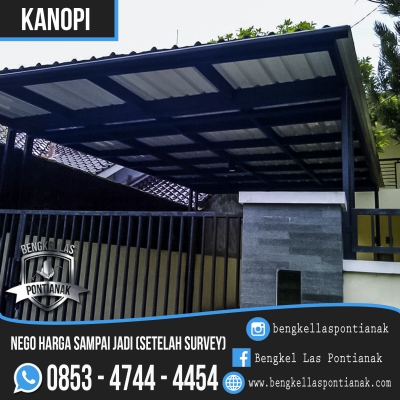 KANOPI
BENGKEL LAS
PONTIANAK
bengkellaspontianak
NEGO HARGA SAMPAI JADI (SETELAH SURVEY)
Bengkel Las Pontianak
0853 - 4744 - 4454
www.bengkellaspontianak.com